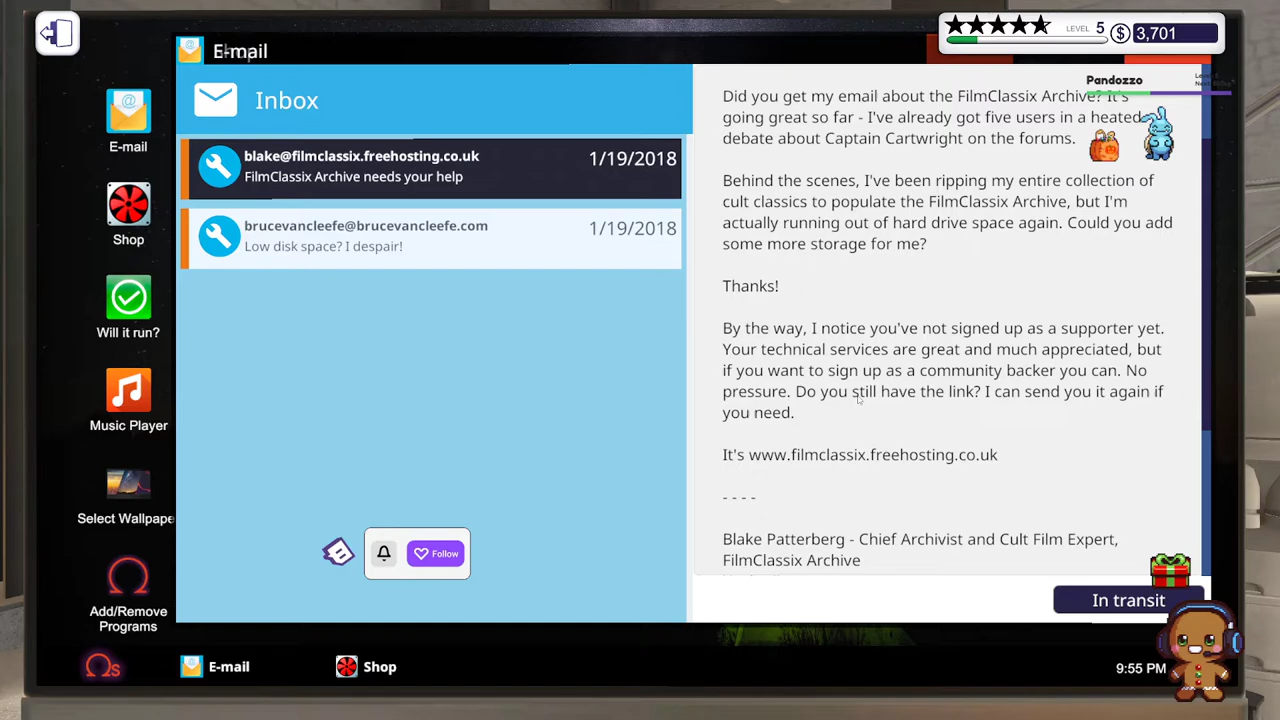 E-mail
LEVEL 5
$ 3,701
Pandozzo
E-mail
Shop
Will it run?
Music Player
Select Wallpape
Add/Remove
Programs
Inbox
blake@filmclassix.freehosting.co.uk
1/19/2018
FilmClassix Archive needs your help
brucevancleefe@brucevancleefe.com
1/19/2018
Low disk space? I despair!
Follow
Did you get my email about the FilmClassix Archive? It's
going great so far - I've already got five users in a heated
debate about Captain Cartwright on the forums.
Behind the scenes, I've been ripping my entire collection of
cult classics to populate the FilmClassix Archive, but I'm
actually running out of hard drive space again. Could you add
some more storage for me?
Thanks!
By the way, I notice you've not signed up as a supporter yet.
Your technical services are great and much appreciated, but
if you want to sign up as a community backer you can. No
pressure. Do you still have the link? I can send you it again if
you need.
It's www.filmclassix.freehosting.co.uk
- - - -
Blake Patterberg - Chief Archivist and Cult Film Expert,
FilmClassix Archive
In transit
E-mail
Shop
9:55 PM